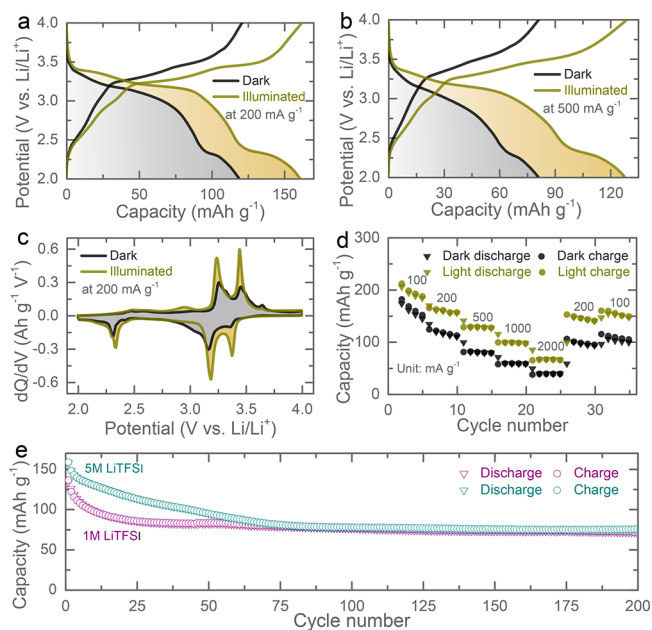 a
Potential (V vs. Li/Li⁺)
4.0
3.5
3.0
2.5
2.0
Dark
Illuminated
at 200 mA g⁻¹
0 50 100 150
Capacity (mAh g⁻¹)
b
Potential (V vs. Li/Li⁺)
4.0
3.5
3.0
2.5
2.0
Dark
Illuminated
at 500 mA g⁻¹
0 30 60 90 120
Capacity (mAh g⁻¹)
c
dQ/dV (Ah g⁻¹ V⁻¹)
0.6
0.3
0.0
-0.3
-0.6
Dark
Illuminated
at 200 mA g⁻¹
2.0 2.5 3.0 3.5 4.0
Potential (V vs. Li/Li⁺)
d
Capacity (mAh g⁻¹)
300
200
100
0
Dark discharge Dark charge
Light discharge Light charge
100 200 500 1000 2000 200 100
Unit: mA g⁻¹
0 10 20 30
Cycle number
e
Capacity (mAh g⁻¹)
150
100
50
0
5M LiTFSI
1M LiTFSI
Discharge Charge
Discharge Charge
0 25 50 75 100 125 150 175 200
Cycle number